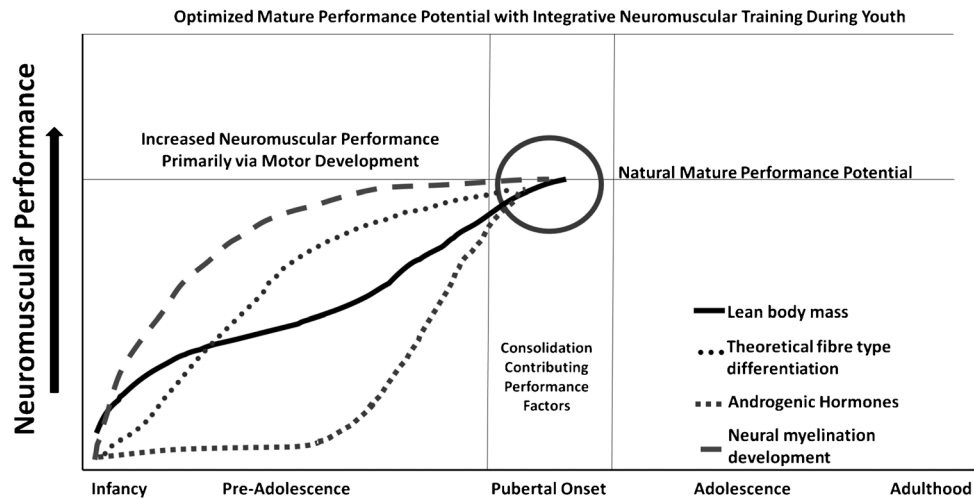 Optimized Mature Performance Potential with Integrative Neuromuscular Training During Youth
Neuromuscular Performance
Increased Neuromuscular Performance
Primarily via Motor Development
Natural Mature Performance Potential
Consolidation
Contributing
Performance
Factors
Lean body mass
Theoretical fibre type
differentiation
Androgenic Hormones
Neural myelination
development
Infancy
Pre-Adolescence
Pubertal Onset
Adolescence
Adulthood